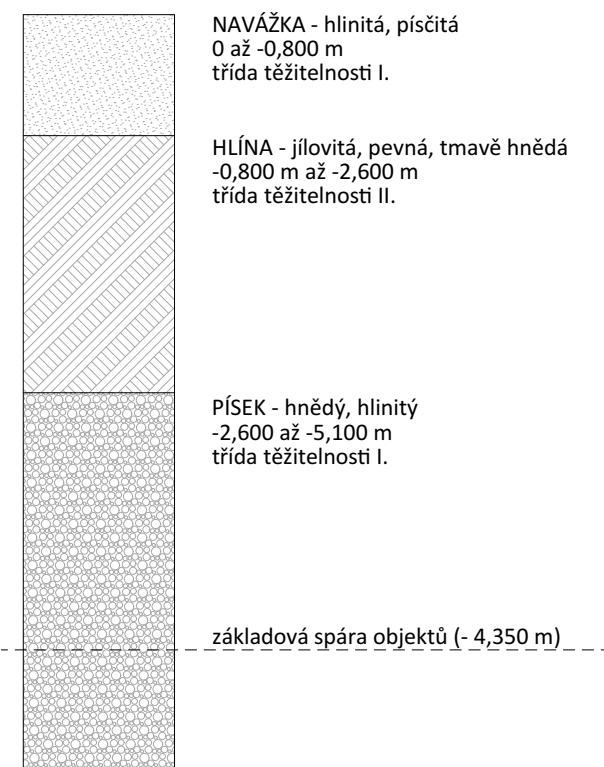 NAVÁŽKA - hlinitá, písčitá
0 až -0,800 m
třída těžitelnosti I.
HLÍNA - jílovitá, pevná, tmavě hnědá
-0,800 m až -2,600 m
třída těžitelnosti II.
PÍSEK - hnědý, hlinitý
-2,600 až -5,100 m
třída těžitelnosti I.
základová spára objektů (- 4,350 m)